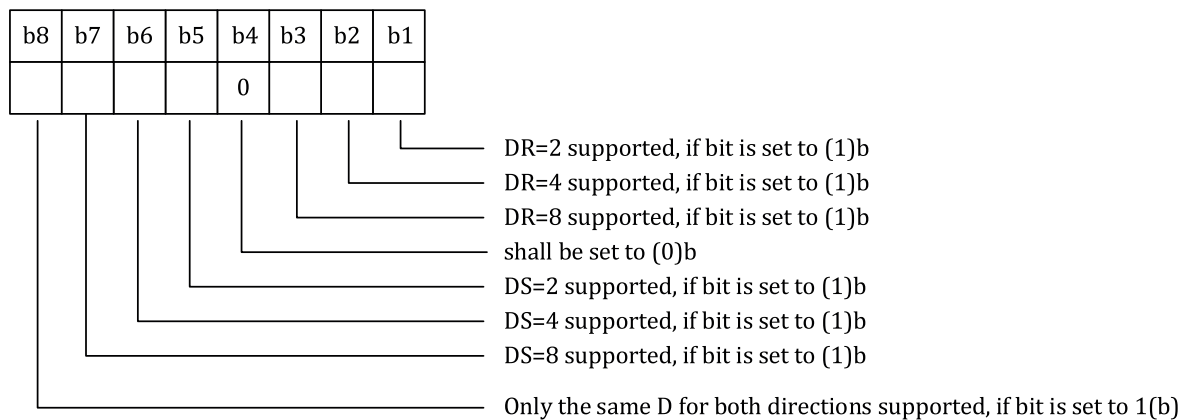 b8 b7 b6 b5 b4 b3 b2 b1
0
DR=2 supported, if bit is set to (1)b
DR=4 supported, if bit is set to (1)b
DR=8 supported, if bit is set to (1)b
shall be set to (0)b
DS=2 supported, if bit is set to (1)b
DS=4 supported, if bit is set to (1)b
DS=8 supported, if bit is set to (1)b
Only the same D for both directions supported, if bit is set to 1(b)